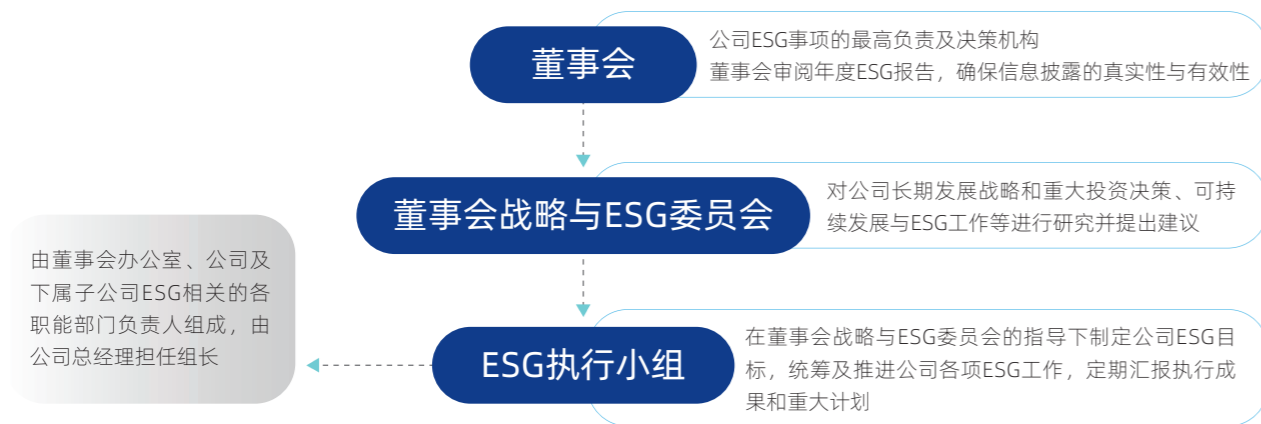 董事会
公司ESG事项的最高负责及决策机构
董事会审阅年度ESG报告，确保信息披露的真实性与有效性
董事会战略与ESG委员会
对公司长期发展战略和重大投资决策、可持
续发展与ESG工作等进行研究并提出建议
由董事会办公室、公司及
下属子公司ESG相关的各
职能部门负责人组成，由
公司总经理担任组长
ESG执行小组
在董事会战略与ESG委员会的指导下制定公司ESG目
标，统筹及推进公司各项ESG工作，定期汇报执行成
果和重大计划